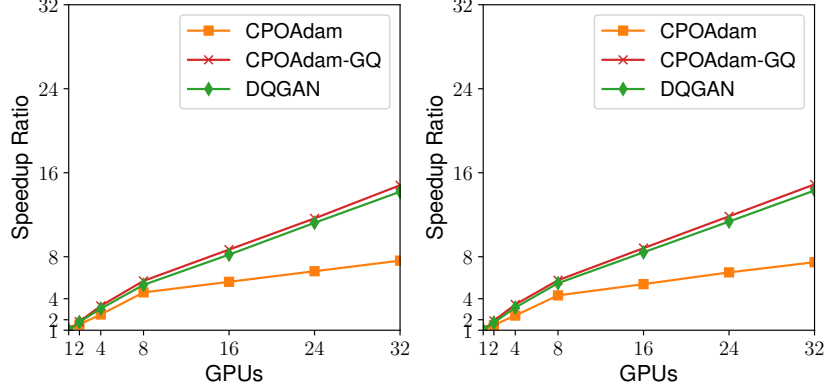 32
24
16
8
4
2
1
Speedup Ratio
CPOAdam
CPOAdam-GQ
DQGAN
1 2 4 8 16 24 32
GPUs
32
24
16
8
4
2
1
Speedup Ratio
CPOAdam
CPOAdam-GQ
DQGAN
1 2 4 8 16 24 32
GPUs